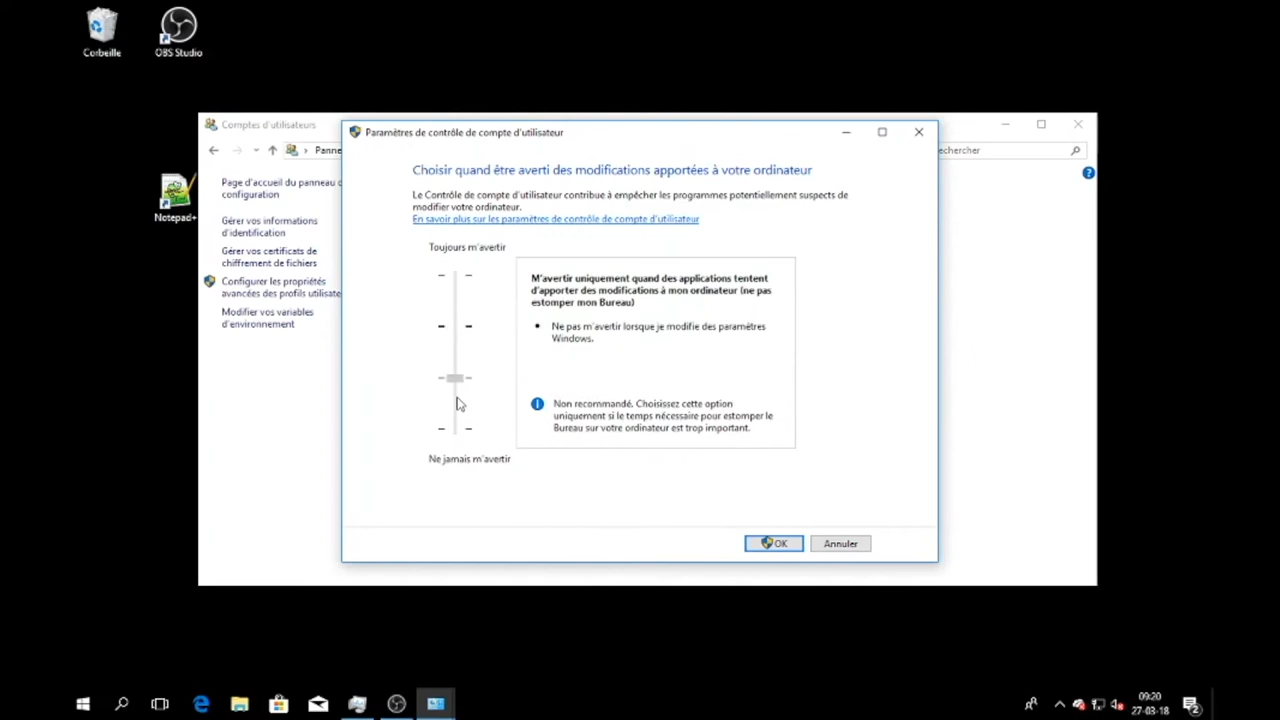 Corbeille
OBS Studio
Comptes d'utilisateurs
Paramètres de contrôle de compte d'utilisateur
Panne
echercher
Choisir quand être averti des modifications apportées à votre ordinateur
Page d'accueil du panneau c
configuration
Le Contrôle de compte d'utilisateur contribue à empêcher les programmes potentiellement suspects de
modifier votre ordinateur.
En savoir plus sur les paramètres de contrôle de compte d'utilisateur
Notepad+
Gérer vos informations
d'identification
Gérer vos certificats de
chiffrement de fichiers
Configurer les propriétés
avancées des profils utilisate
Modifier vos variables
d'environnement
Toujours m'avertir
M'avertir uniquement quand des applications tentent
d'apporter des modifications à mon ordinateur (ne pas
estomper mon Bureau)
Ne pas m'avertir lorsque je modifie des paramètres
Windows.
Non recommandé. Choisissez cette option
uniquement si le temps nécessaire pour estomper le
Bureau sur votre ordinateur est trop important.
Ne jamais m'avertir
OK
Annuler
09:20
27-03-18
2